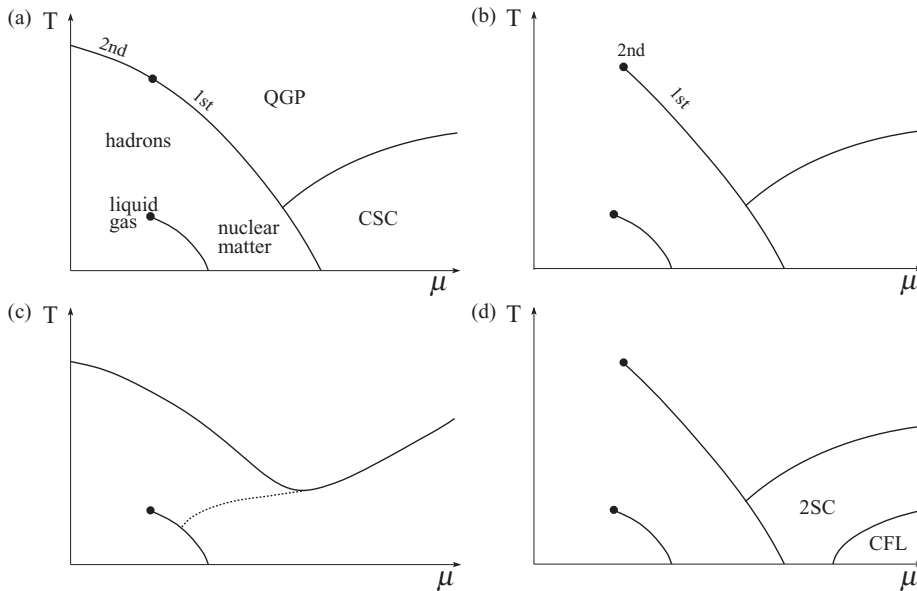 (a)
T
2nd
1st
QGP
hadrons
liquid
gas
nuclear
matter
CSC
μ
(b)
T
2nd
1st
μ
(c)
T
μ
(d)
T
2SC
CFL
μ